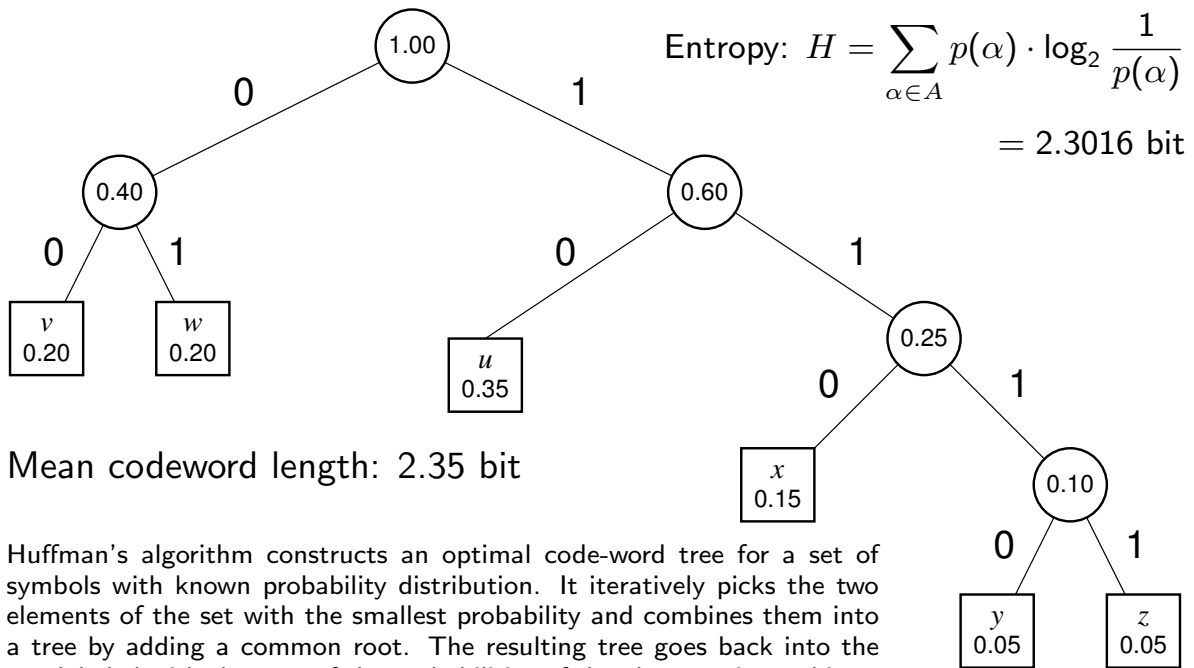 1.00
Entropy: H = ∑ α∈A p(α) · log₂ 1/p(α)
= 2.3016 bit
0 1
0.40 0.60
0 1 0 1
v
0.20
w
0.20
u
0.35
0.25
0 1
x
0.15
0.10
0 1
y
0.05
z
0.05
Mean codeword length: 2.35 bit
Huffman's algorithm constructs an optimal code-word tree for a set of
symbols with known probability distribution. It iteratively picks the two
elements of the set with the smallest probability and combines them into
a tree by adding a common root. The resulting tree goes back into the